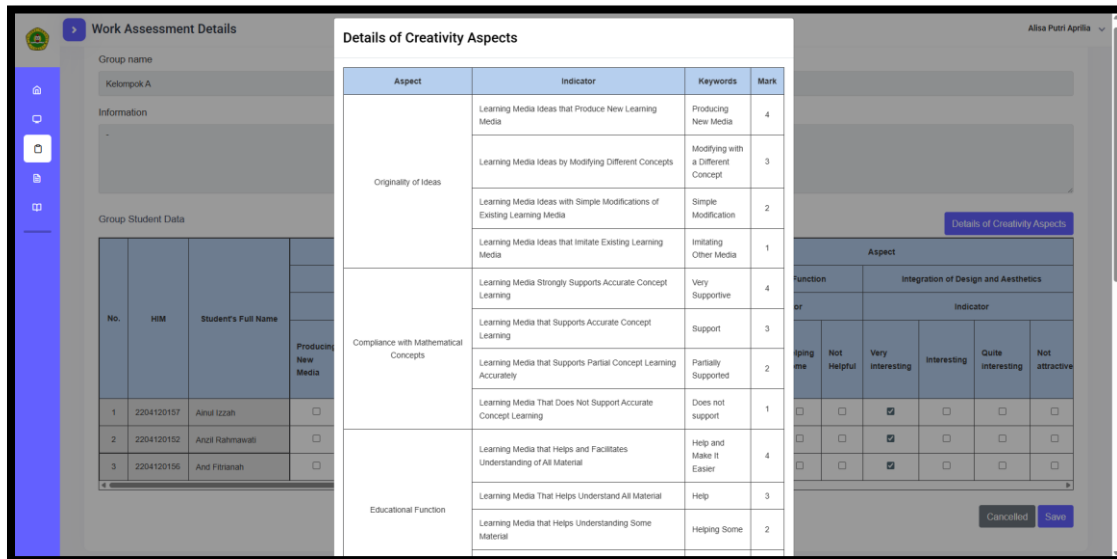 Work Assessment Details
Alisa Putri Aprilia
Group name
Kelompok A
Information
-
Group Student Data
Details of Creativity Aspects
No.
HIM
Student's Full Name
Producing
New
Media
Aspect
Function
Integration of Design and Aesthetics
Indicator
Not
Helpful
Very
interesting
Interesting
Quite
interesting
Not
attractive
1 2204120157 Ainul Izzah
2 2204120152 Anzil Rahmawati
3 2204120156 And Fitrianah
Cancelled
Save
Details of Creativity Aspects
Aspect Indicator Keywords Mark
Originality of Ideas
Learning Media Ideas that Produce New Learning
Media
Producing
New Media
4
Learning Media Ideas by Modifying Different Concepts
Modifying with
a Different
Concept
3
Learning Media Ideas with Simple Modifications of
Existing Learning Media
Simple
Modification
2
Learning Media Ideas that Imitate Existing Learning
Media
Imitating
Other Media
1
Compliance with Mathematical
Concepts
Learning Media Strongly Supports Accurate Concept
Learning
Very
Supportive
4
Learning Media that Supports Accurate Concept
Learning
Support
3
Learning Media that Supports Partial Concept Learning
Accurately
Partially
Supported
2
Learning Media That Does Not Support Accurate
Concept Learning
Does not
support
1
Educational Function
Learning Media that Helps and Facilitates
Understanding of All Material
Help and
Make It
Easier
4
Learning Media That Helps Understand All Material
Help
3
Learning Media that Helps Understanding Some
Material
Helping Some
2